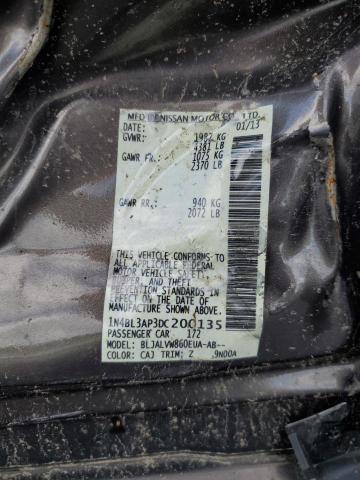 MFD BY NISSAN MOTOR CO., LTD.
DATE: 01/13
GVWR: 1987 KG
4381 LB
GAWR FR.: 1075 KG
2370 LB
GAWR RR.: 940 KG
2072 LB
THIS VEHICLE CONFORMS TO
ALL APPLICABLE U.S. FEDERAL
MOTOR VEHICLE SAFETY,
BUMPER, AND THEFT
PREVENTION STANDARDS IN
EFFECT ON THE DATE OF
MANUFACTURE SHOWN ABOVE.
1N4BL3AP3DC200135
PASSENGER CAR 172
MODEL: BLJALVW860EUA-AB--
COLOR: CAJ TRIM: Z 9N00A